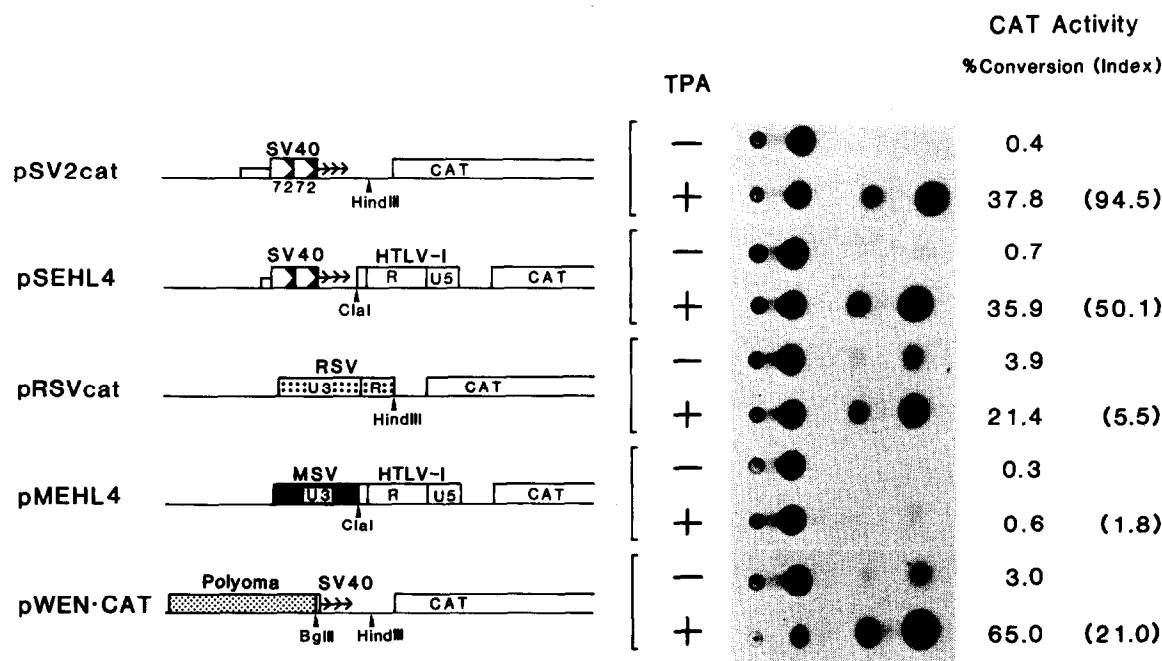 CAT Activity
%Conversion (Index)
TPA
pSV2cat
SV40
7272
HindIII
CAT
− 0.4
+ 37.8 (94.5)
pSEHL4
SV40 HTLV-I
R U5 CAT
ClaI
− 0.7
+ 35.9 (50.1)
pRSVcat
RSV
U3 R CAT
HindIII
− 3.9
+ 21.4 (5.5)
pMEHL4
MSV HTLV-I
U3 R U5 CAT
ClaI
− 0.3
+ 0.6 (1.8)
pWEN·CAT
Polyoma SV40
CAT
BglII HindIII
− 3.0
+ 65.0 (21.0)